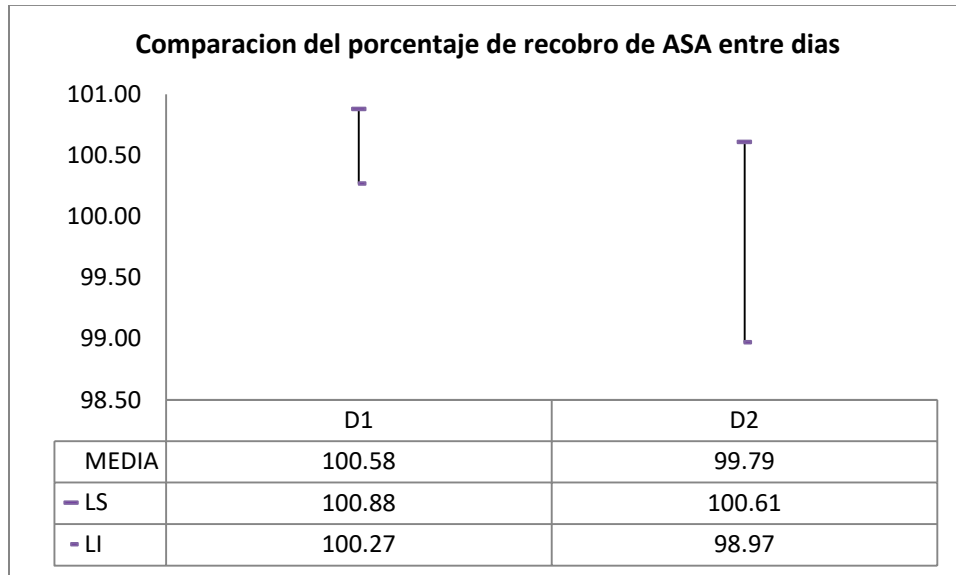 Comparacion del porcentaje de recobro de ASA entre dias
101.00
100.50
100.00
99.50
99.00
98.50
D1 D2
MEDIA 100.58 99.79
LS 100.88 100.61
LI 100.27 98.97